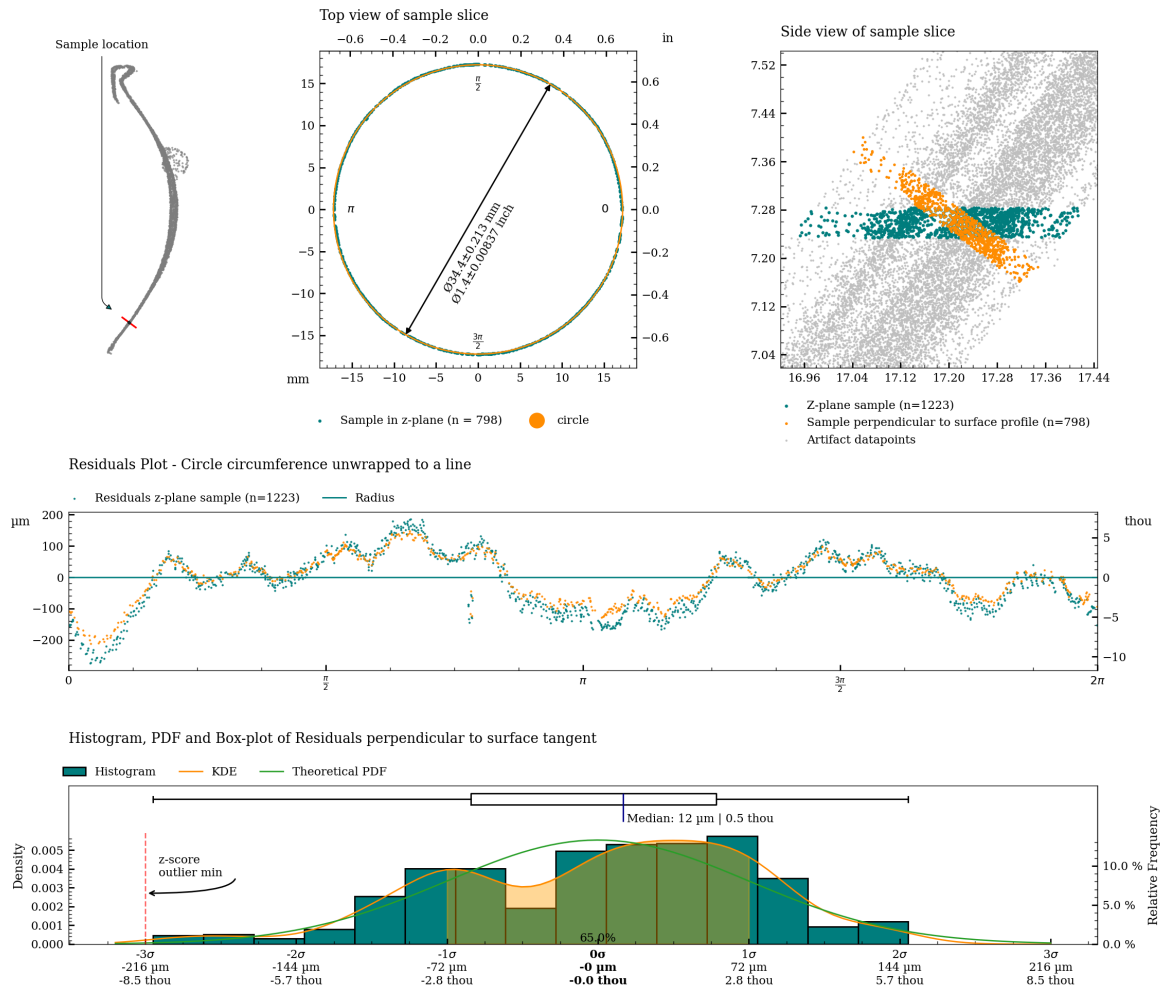 Sample location
Top view of sample slice
−0.6 −0.4 −0.2 0.0 0.2 0.4 0.6 in
15
10
5
0
−5
−10
−15
0.6
0.4
0.2
0.0
−0.2
−0.4
−0.6
π/2
π
0
3π/2
Ø34.4±0.213 mm
Ø1.4±0.00837 inch
mm −15 −10 −5 0 5 10 15
Sample in z-plane (n = 798) circle
Side view of sample slice
7.52
7.44
7.36
7.28
7.20
7.12
7.04
16.96 17.04 17.12 17.20 17.28 17.36 17.44
Z-plane sample (n=1223)
Sample perpendicular to surface profile (n=798)
Artifact datapoints
Residuals Plot - Circle circumference unwrapped to a line
Residuals z-plane sample (n=1223) Radius
µm
200
100
0
−100
−200
thou
5
0
−5
−10
0 π/2 π 3π/2 2π
Histogram, PDF and Box-plot of Residuals perpendicular to surface tangent
Histogram KDE Theoretical PDF
Median: 12 µm | 0.5 thou
Density
0.005
0.004
0.003
0.002
0.001
0.000
z-score
outlier min
65.0%
Relative Frequency
10.0 %
5.0 %
0.0 %
-3σ -2σ -1σ 0σ 1σ 2σ 3σ
-216 µm -144 µm -72 µm -0 µm 72 µm 144 µm 216 µm
-8.5 thou -5.7 thou -2.8 thou -0.0 thou 2.8 thou 5.7 thou 8.5 thou